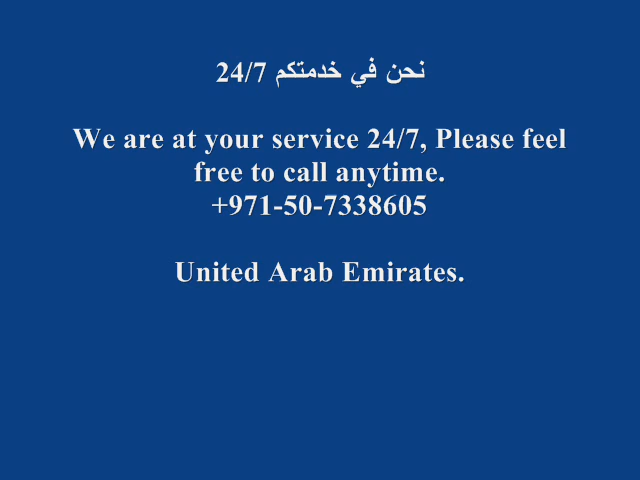 نحن في خدمتكم 24/7
We are at your service 24/7, Please feel
free to call anytime.
+971-50-7338605
United Arab Emirates.